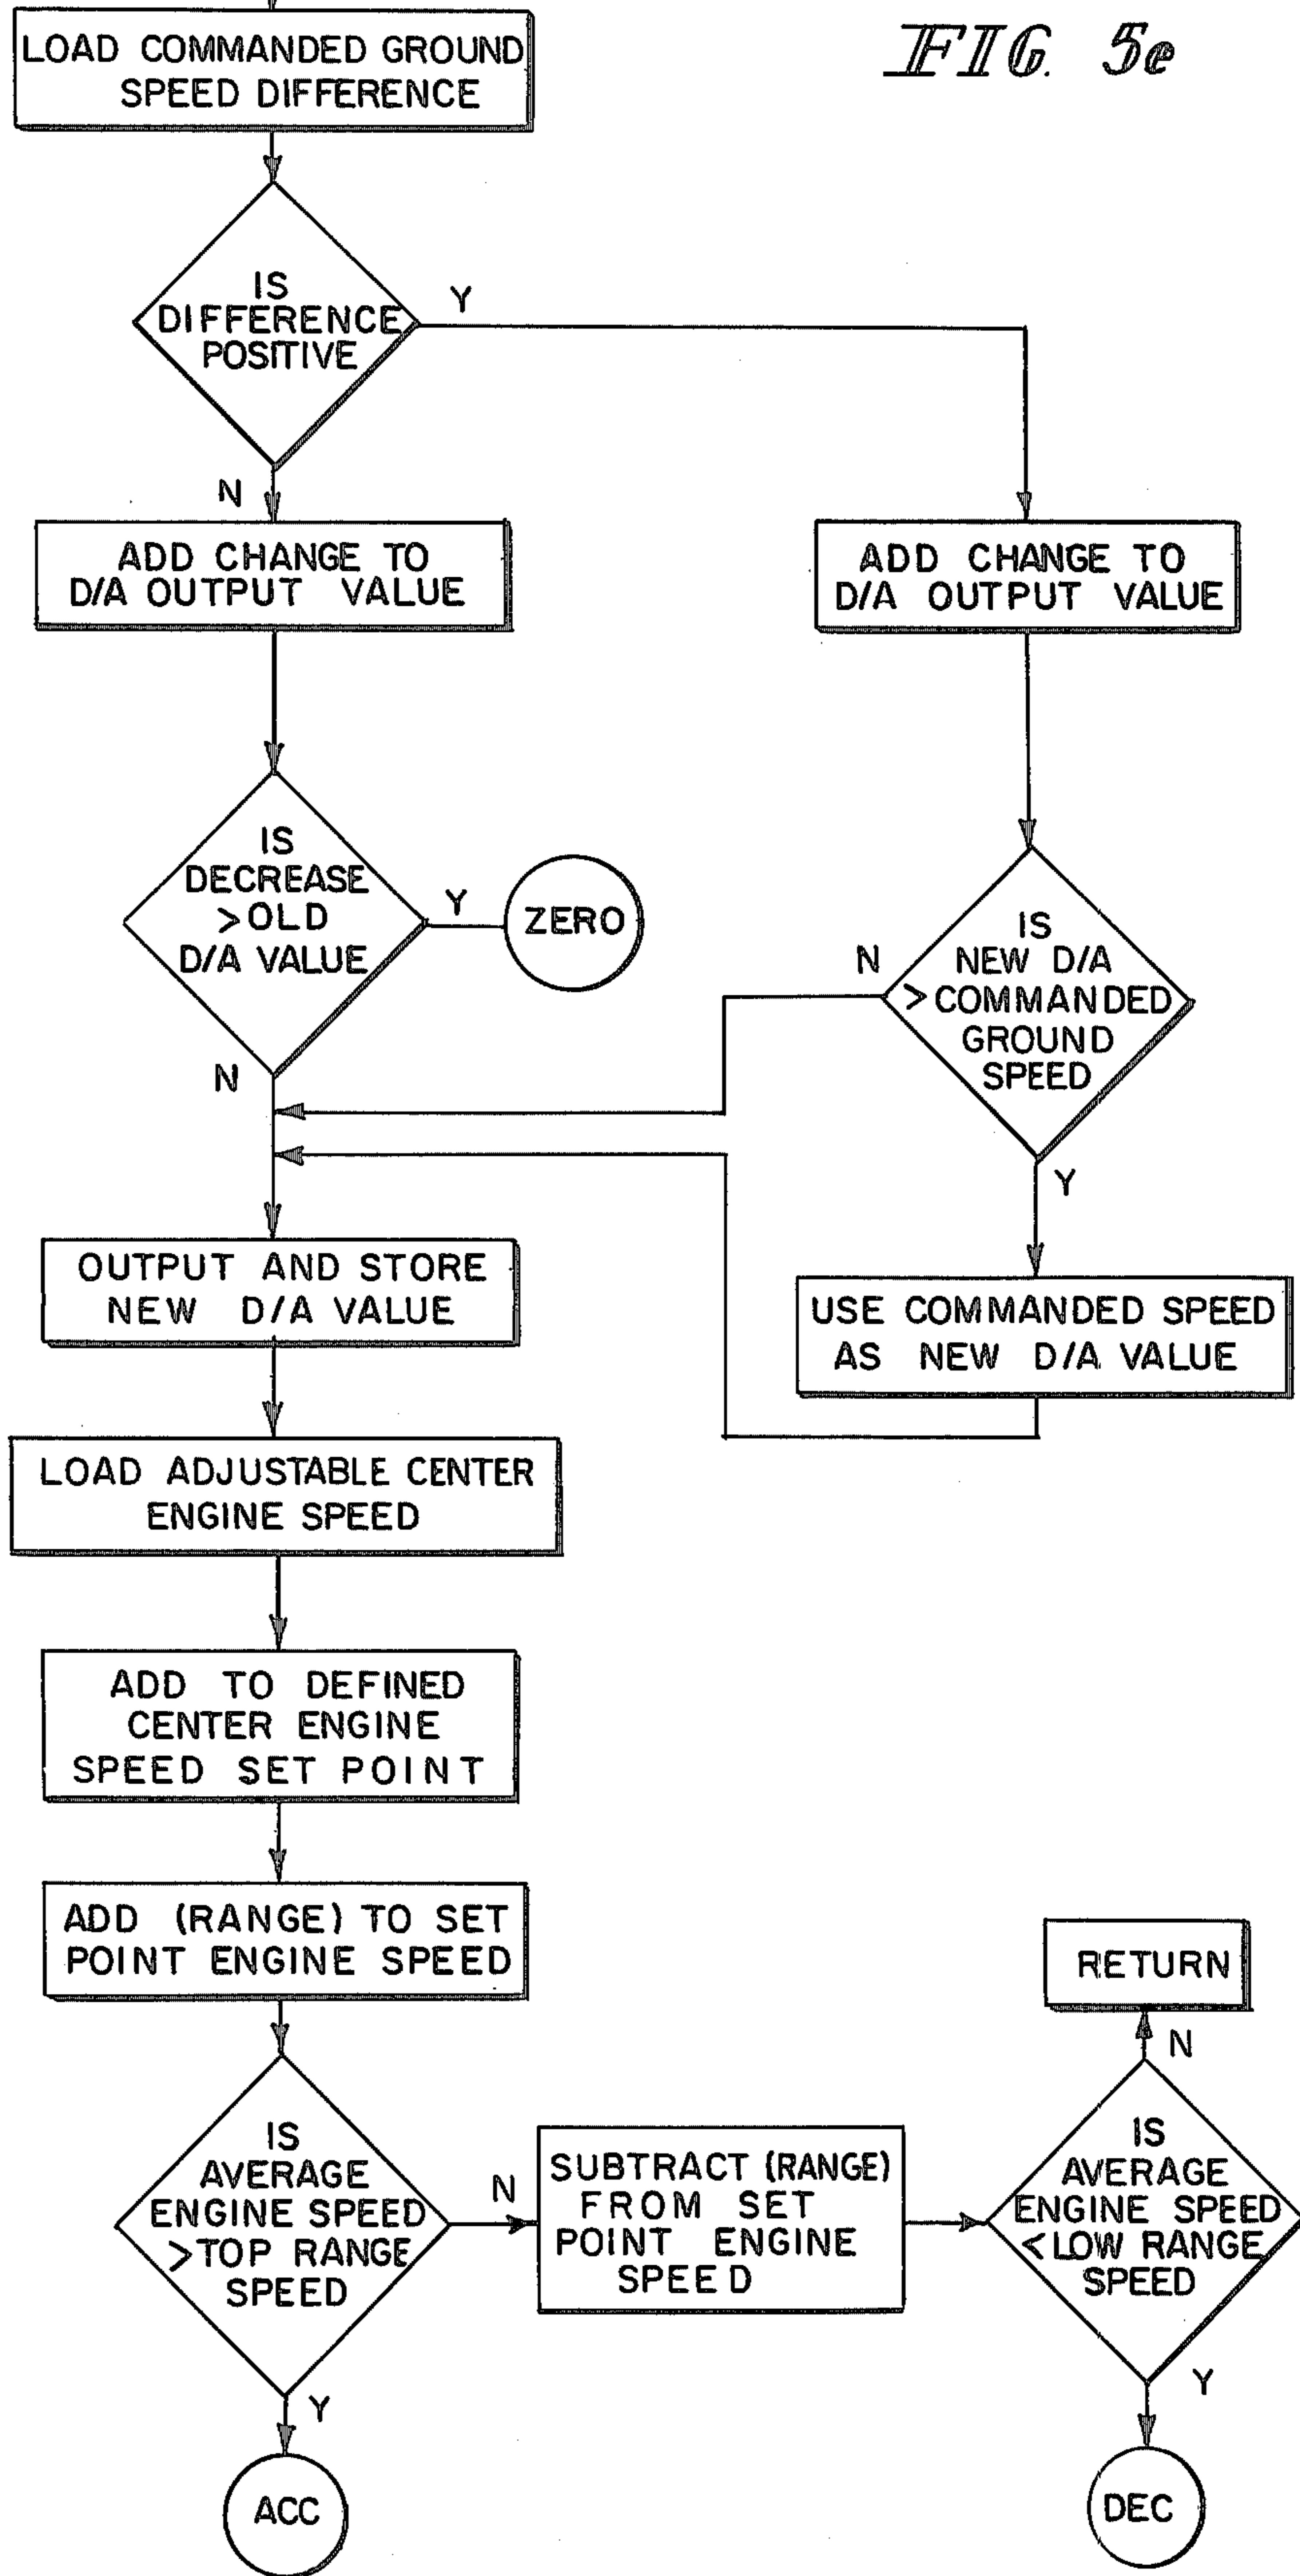 FIG. 5e
LOAD COMMANDED GROUND
SPEED DIFFERENCE
IS
DIFFERENCE
POSITIVE
Y
N
ADD CHANGE TO
D/A OUTPUT VALUE
ADD CHANGE TO
D/A OUTPUT VALUE
IS
DECREASE
>OLD
D/A VALUE
Y
ZERO
N
IS
NEW D/A
>COMMANDED
GROUND
SPEED
N
Y
OUTPUT AND STORE
NEW D/A VALUE
USE COMMANDED SPEED
AS NEW D/A VALUE
LOAD ADJUSTABLE CENTER
ENGINE SPEED
ADD TO DEFINED
CENTER ENGINE
SPEED SET POINT
ADD (RANGE) TO SET
POINT ENGINE SPEED
RETURN
N
IS
AVERAGE
ENGINE SPEED
>TOP RANGE
SPEED
N
SUBTRACT (RANGE)
FROM SET
POINT ENGINE
SPEED
IS
AVERAGE
ENGINE SPEED
<LOW RANGE
SPEED
Y
Y
ACC
DEC